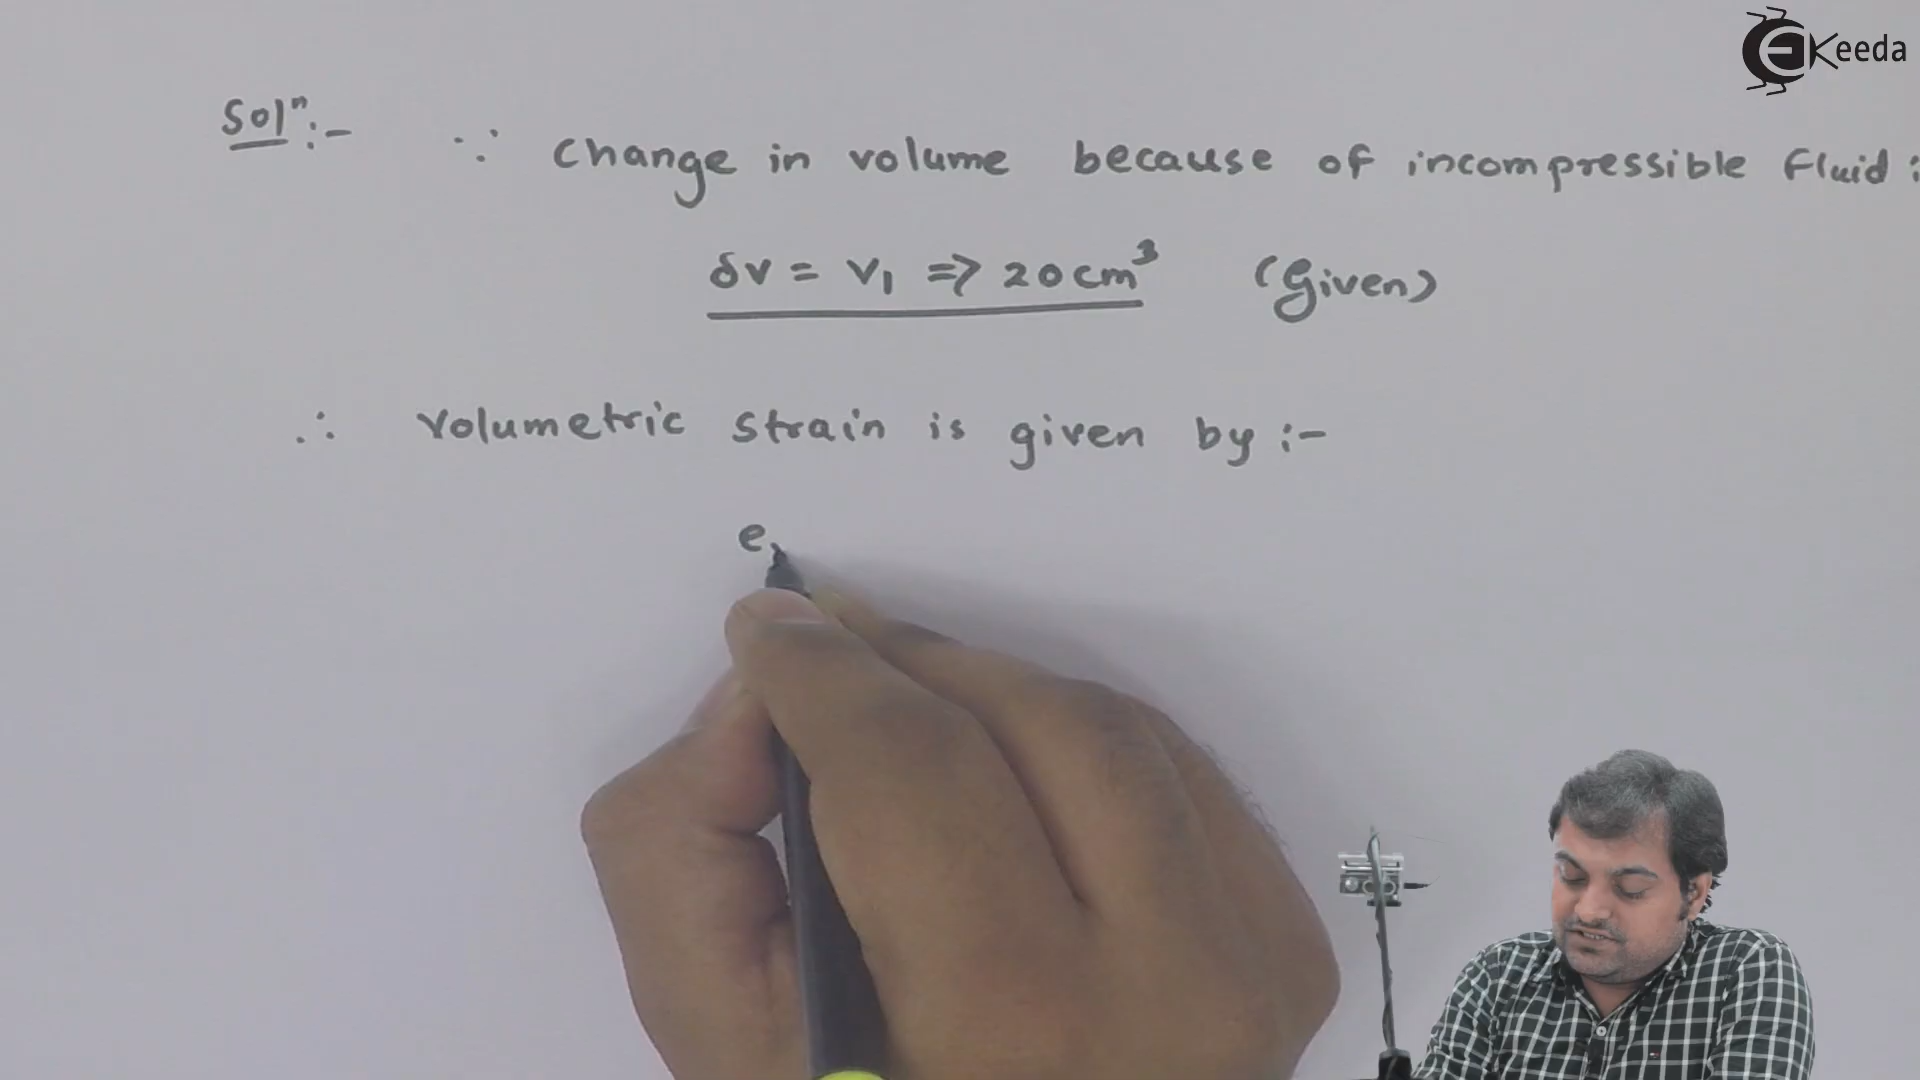 EKeeda
Solⁿ :-
∵ Change in volume because of incompressible fluid :
δv = v₁ => 20cm³ (Given)
∴ Volumetric strain is given by :-
e